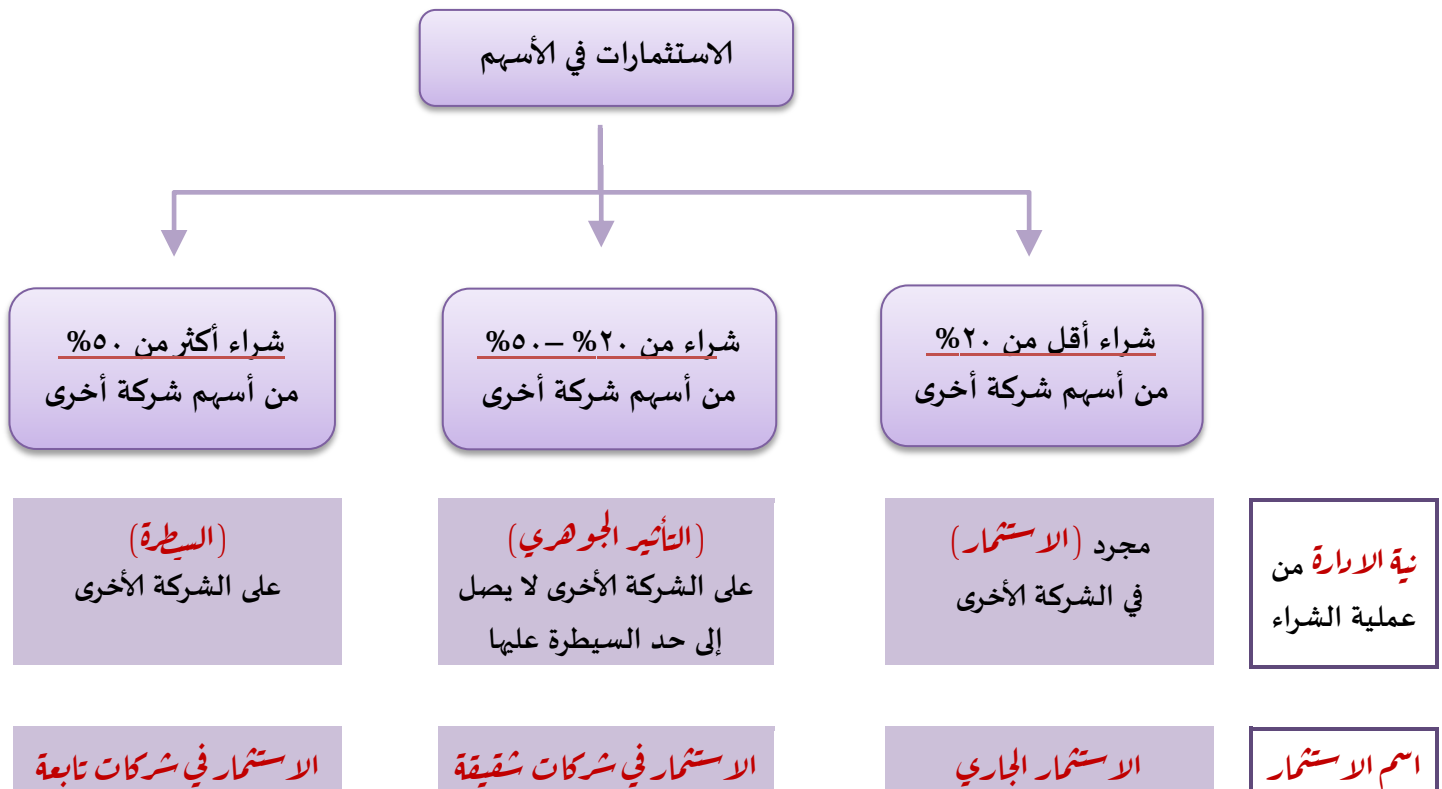 الاستثمارات في الأسهم
شراء أقل من ٢٠%
من أسهم شركة أخرى
شراء من ٢٠% –٥٠%
من أسهم شركة أخرى
شراء أكثر من ٥٠%
من أسهم شركة أخرى
نية الادارة من
عملية الشراء
مجرد (الاستثمار)
في الشركة الأخرى
(التأثير الجوهري)
على الشركة الأخرى لا يصل
إلى حد السيطرة عليها
(السيطرة)
على الشركة الأخرى
اسم الاستثمار
الاستثمار الجاري
الاستثمار في شركات شقيقة
الاستثمار في شركات تابعة